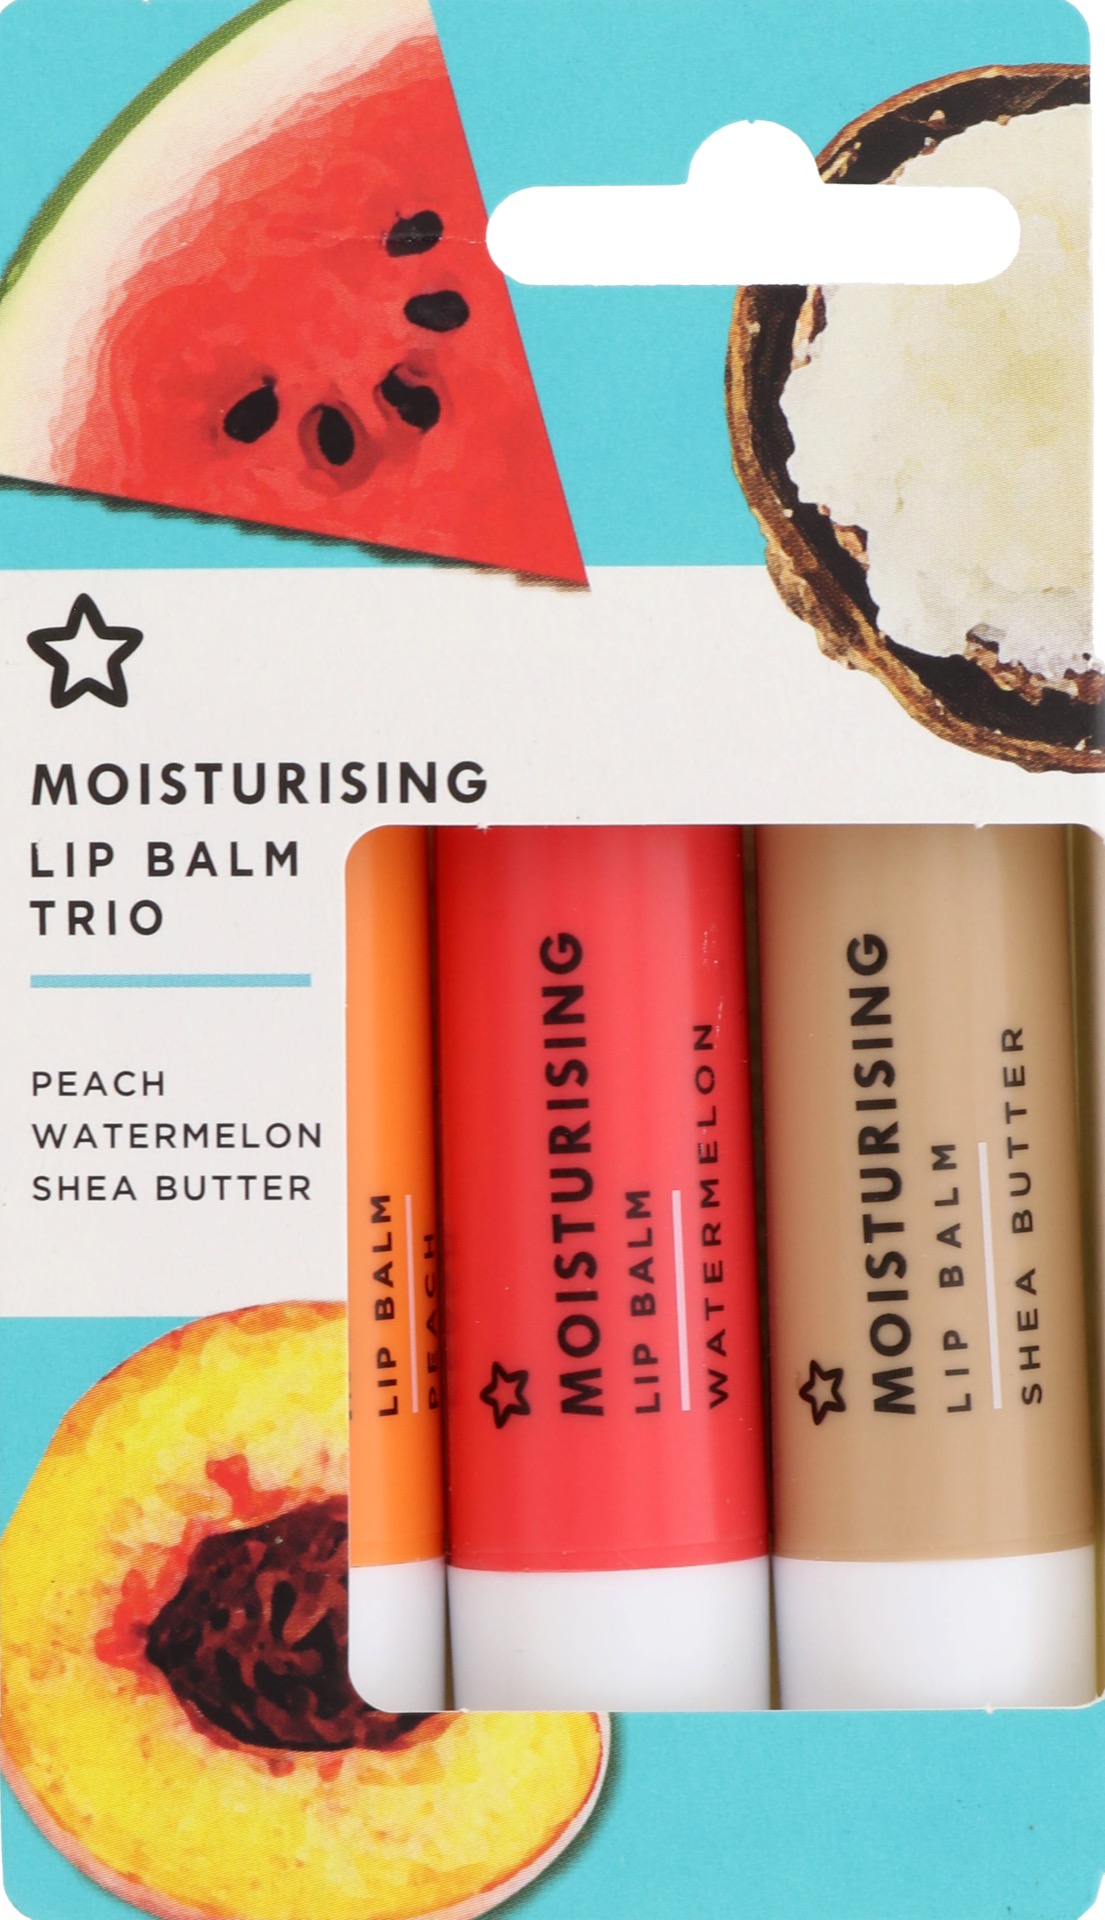 MOISTURISING
LIP BALM
TRIO
PEACH
WATERMELON
SHEA BUTTER
LIP BALM
PEACH
MOISTURISING
LIP BALM
WATERMELON
MOISTURISING
LIP BALM
SHEA BUTTER